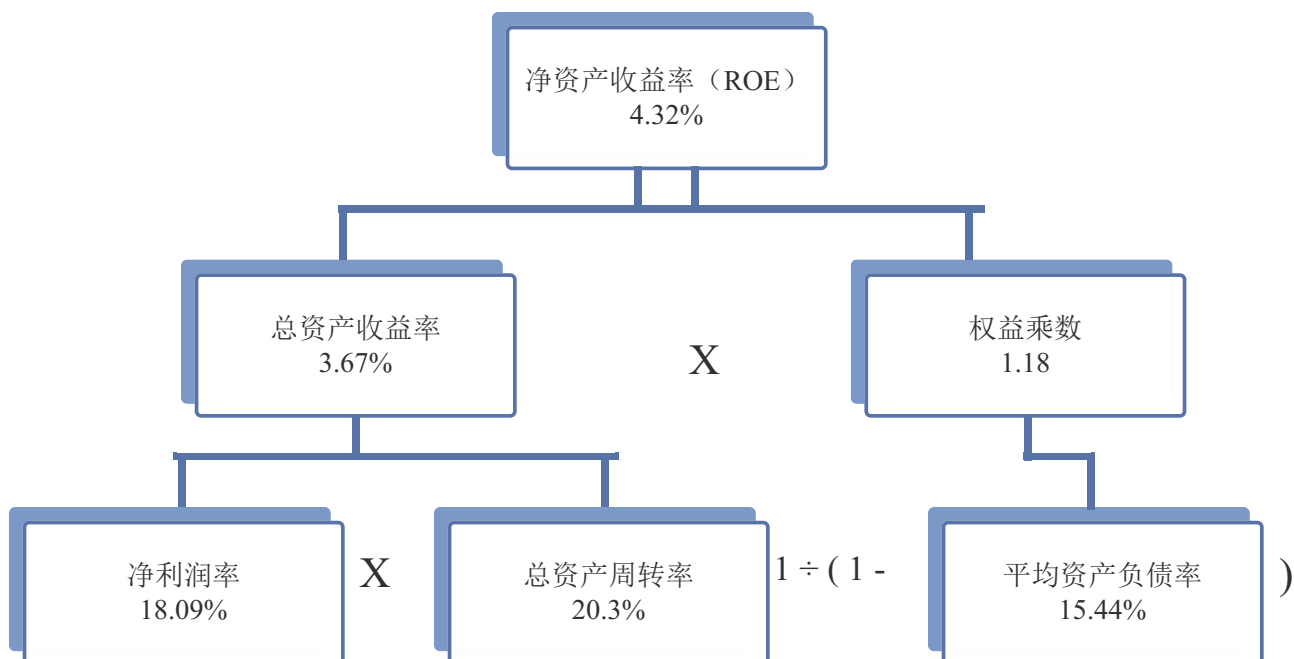 净资产收益率（ROE）
4.32%
总资产收益率
3.67%
X
权益乘数
1.18
净利润率
18.09%
X
总资产周转率
20.3%
1 ÷ ( 1 -
平均资产负债率
15.44%
)